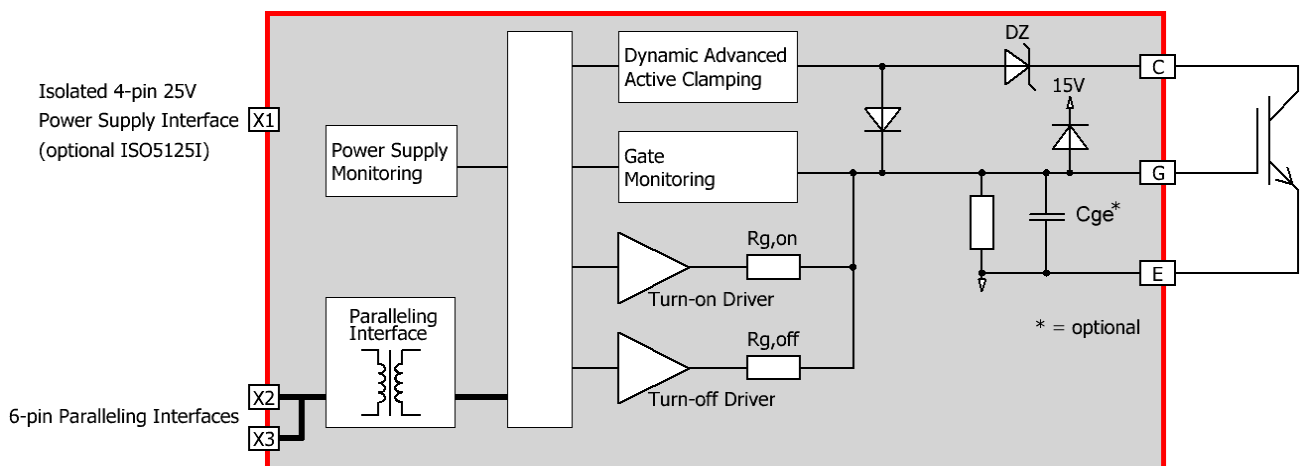 Isolated 4-pin 25V
Power Supply Interface
(optional ISO5125I)
X1
Power Supply
Monitoring
Dynamic Advanced
Active Clamping
DZ
C
15V
Gate
Monitoring
G
Cge*
Rg,on
Turn-on Driver
E
* = optional
Paralleling
Interface
Rg,off
Turn-off Driver
6-pin Paralleling Interfaces
X2
X3